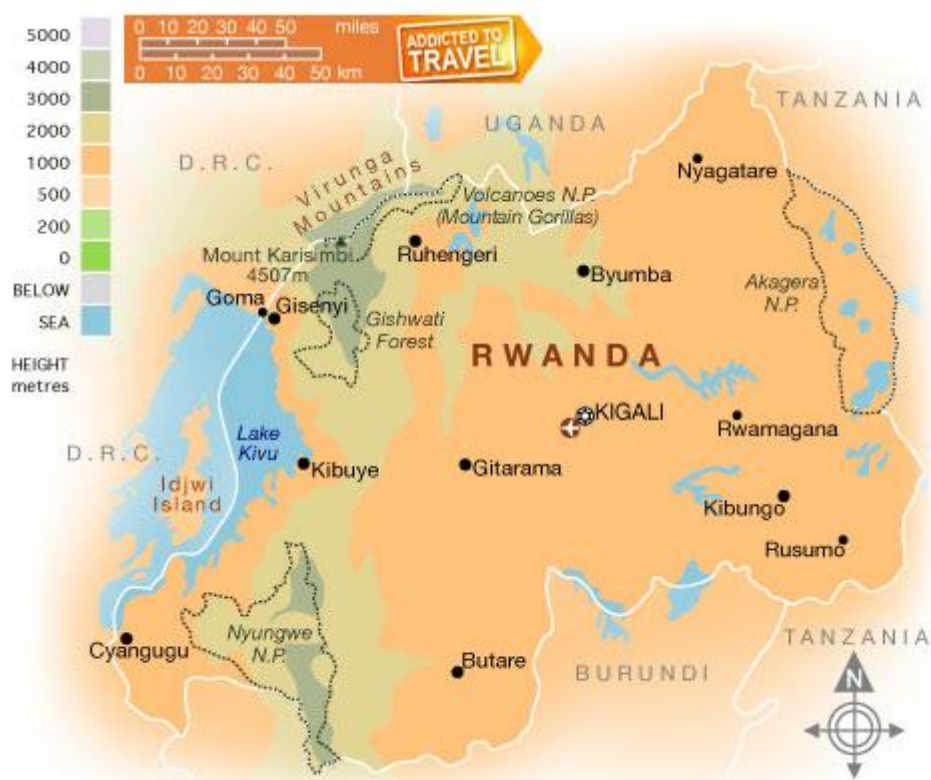 5000
4000
3000
2000
1000
500
200
0
BELOW
SEA
HEIGHT
metres
0 10 20 30 40 50 miles
0 10 20 30 50 km
ADDICTED TO
TRAVEL
TANZANIA
UGANDA
D.R.C.
Virunga
Mountains
Nyagatare
Volcanoes N.P.
(Mountain Gorillas)
Mount Karisimbi
4507m
Ruhengeri
Byumba
Akagera
N.P.
Goma
Gisenyi
Gishwati
Forest
RWANDA
KIGALI
Rwamagana
Lake
Kivu
D.R.C.
Kibuye
Gitarama
Idjwi
Island
Kibungo
Rusumo
Nyungwe
N.P.
Cyangugu
Butare
BURUNDI
TANZANIA
N